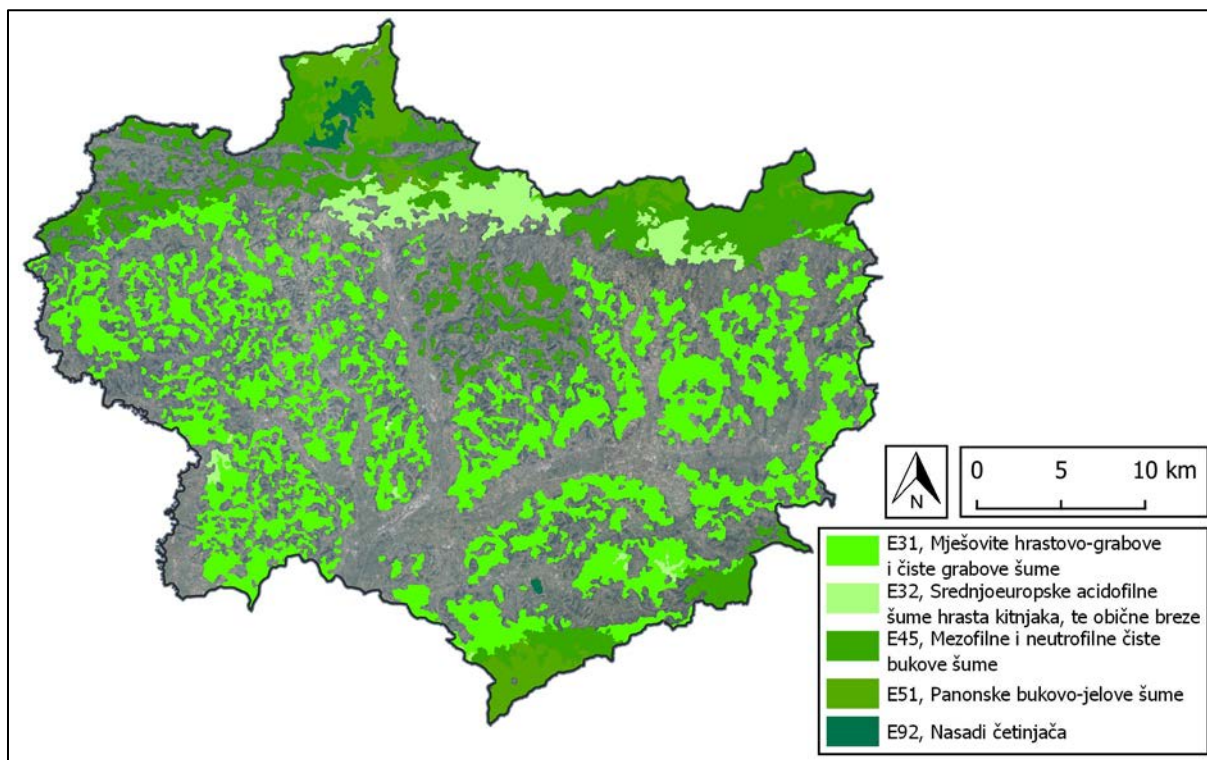 N
0 5 10 km
E31, Mješovite hrastovo-grabove
i čiste grabove šume
E32, Srednjoeuropske acidofilne
šume hrasta kitnjaka, te obične breze
E45, Mezofilne i neutrofilne čiste
bukove šume
E51, Panonske bukovo-jelove šume
E92, Nasadi četinjača